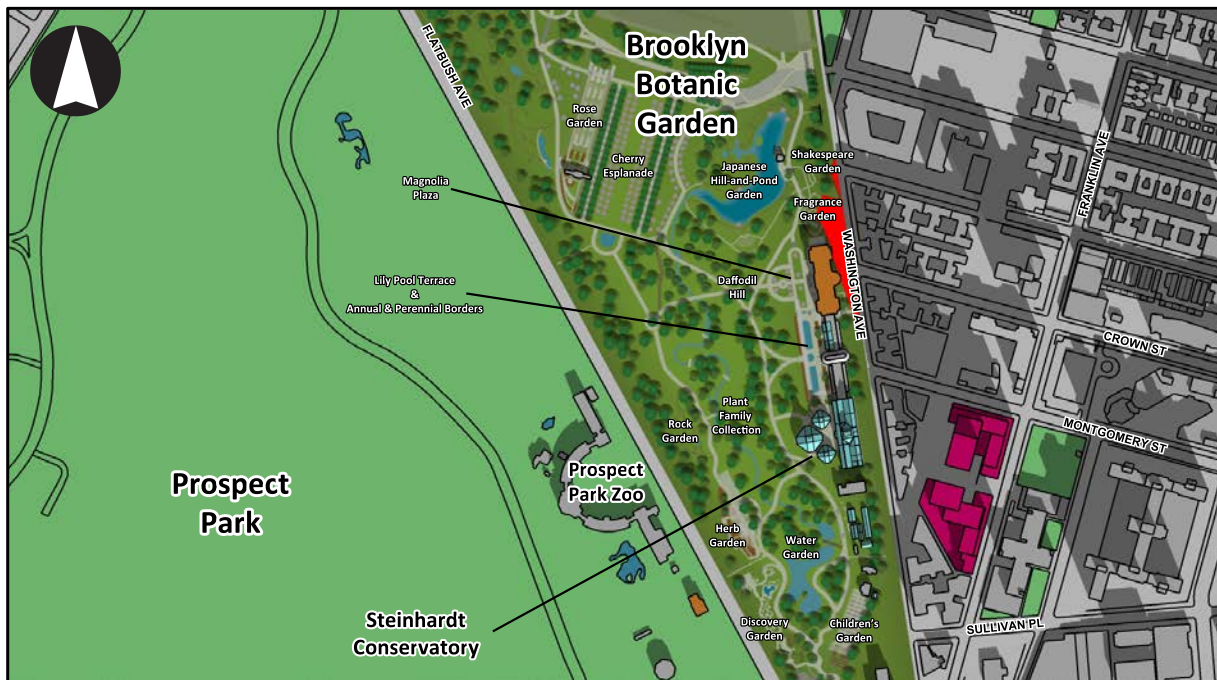 FLATBUSH AVE
Brooklyn
Botanic
Garden
Rose
Garden
Cherry
Esplanade
Japanese
Hill-and-Pond
Garden
Shakespeare
Garden
Fragrance
Garden
FRANKLIN AVE
Magnolia
Plaza
WASHINGTON AVE
Lily Pool Terrace
&
Annual & Perennial Borders
Daffodil
Hill
CROWN ST
Plant
Family
Collection
Rock
Garden
MONTGOMERY ST
Prospect
Park
Prospect
Park Zoo
Herb
Garden
Water
Garden
Steinhardt
Conservatory
Discovery
Garden
Children's
Garden
SULLIVAN PL